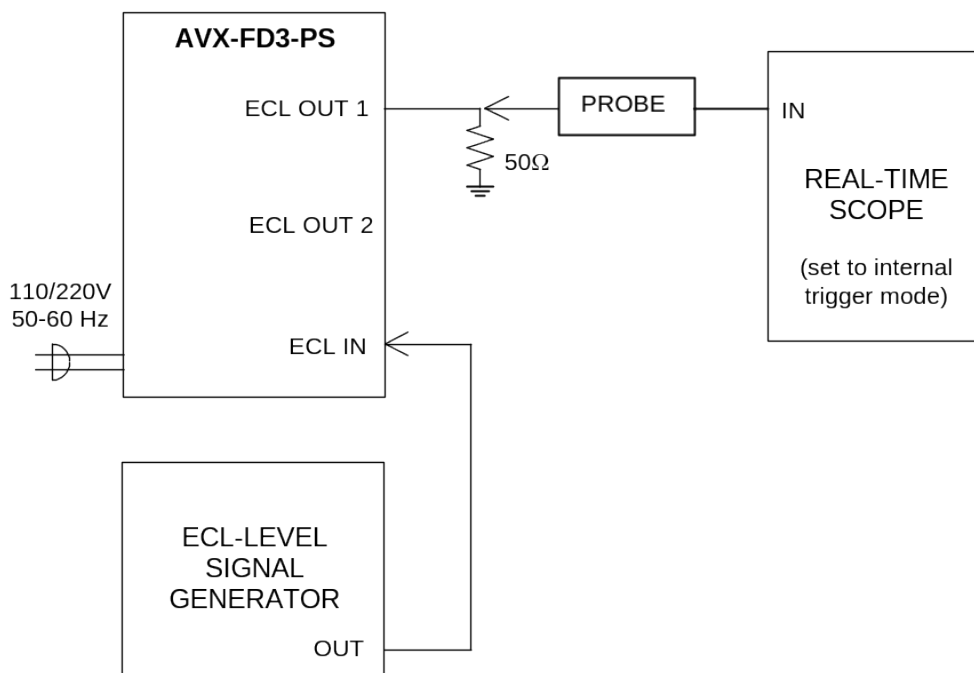 AVX-FD3-PS
ECL OUT 1
PROBE
IN
50Ω
REAL-TIME
SCOPE
ECL OUT 2
(set to internal
trigger mode)
110/220V
50-60 Hz
ECL IN
ECL-LEVEL
SIGNAL
GENERATOR
OUT